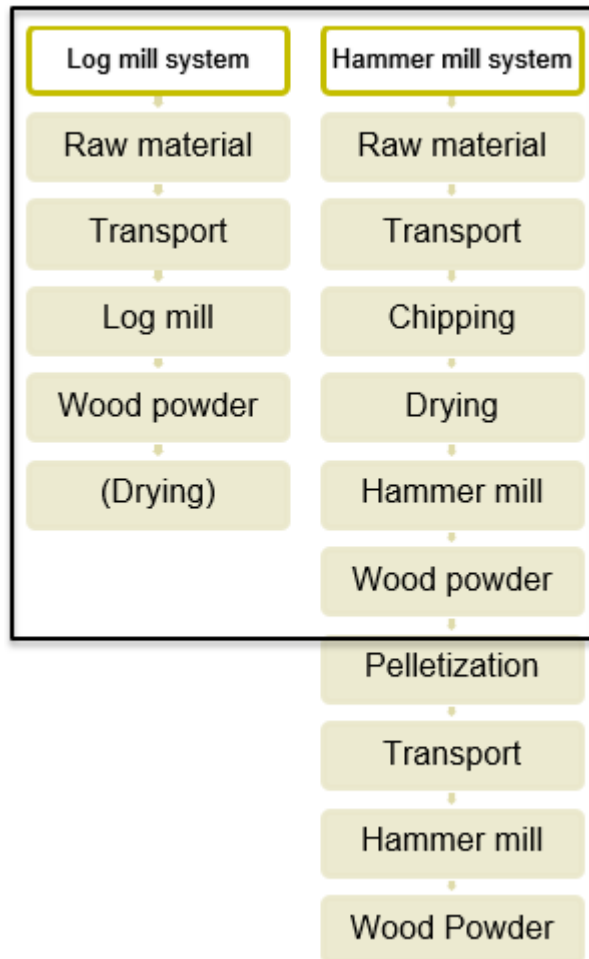 Log mill system
Raw material
Transport
Log mill
Wood powder
(Drying)
Hammer mill system
Raw material
Transport
Chipping
Drying
Hammer mill
Wood powder
Pelletization
Transport
Hammer mill
Wood Powder